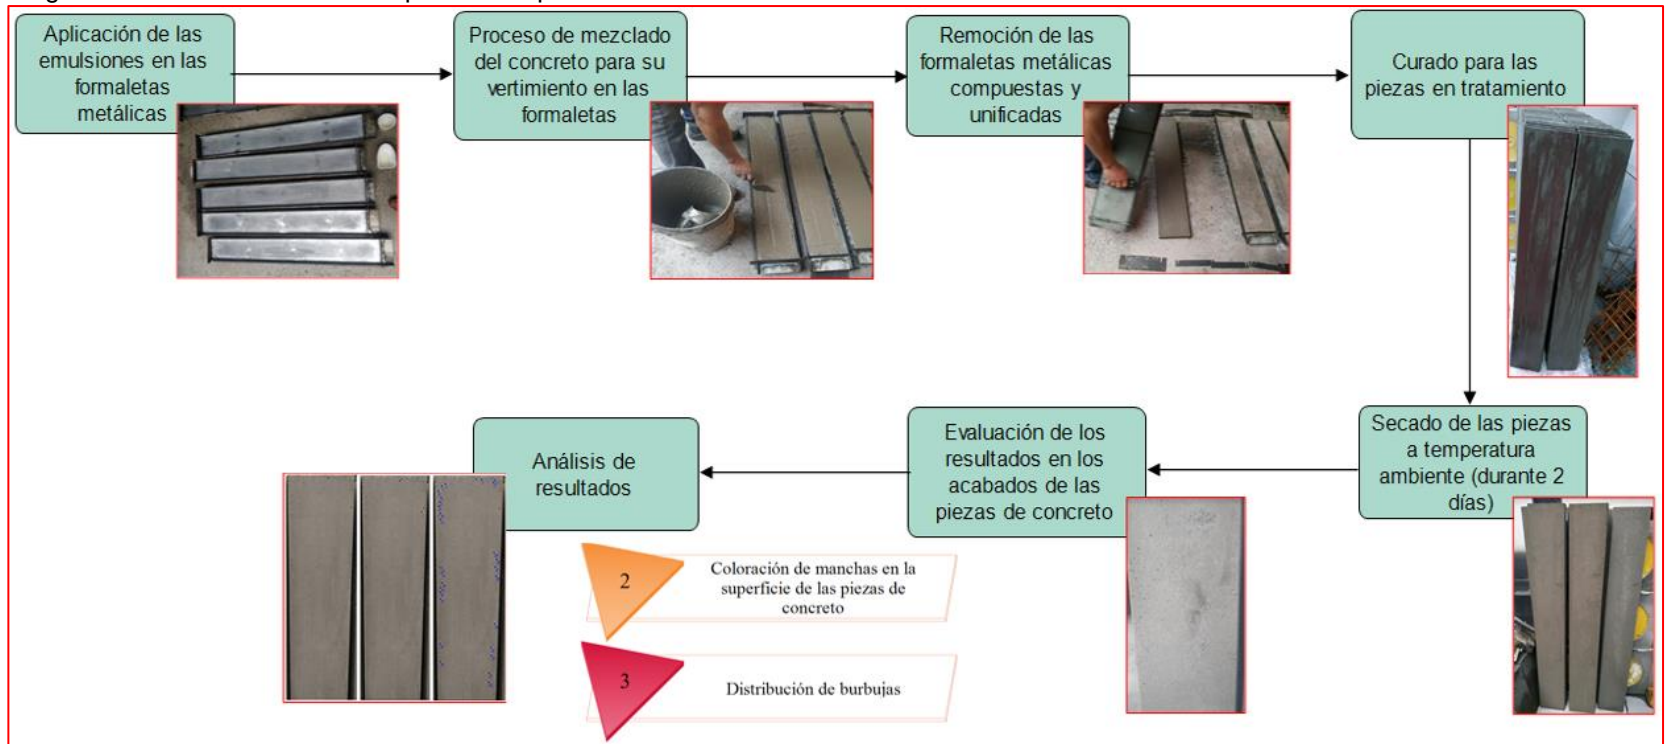 Aplicación de las
emulsiones en las
formaletas
metálicas
Proceso de mezclado
del concreto para su
vertimiento en las
formaletas
Remoción de las
formaletas metálicas
compuestas y
unificadas
Curado para las
piezas en tratamiento
Secado de las piezas
a temperatura
ambiente (durante 2
días)
Evaluación de los
resultados en los
acabados de las
piezas de concreto
Análisis de
resultados
2
Coloración de manchas en la
superficie de las piezas de
concreto
3
Distribución de burbujas